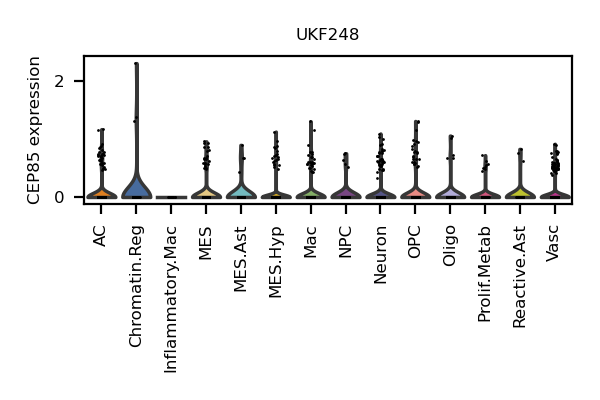 UKF248
CEP85 expression
2
0
AC
Chromatin.Reg
Inflammatory.Mac
MES
MES.Ast
MES.Hyp
Mac
NPC
Neuron
OPC
Oligo
Prolif.Metab
Reactive.Ast
Vasc